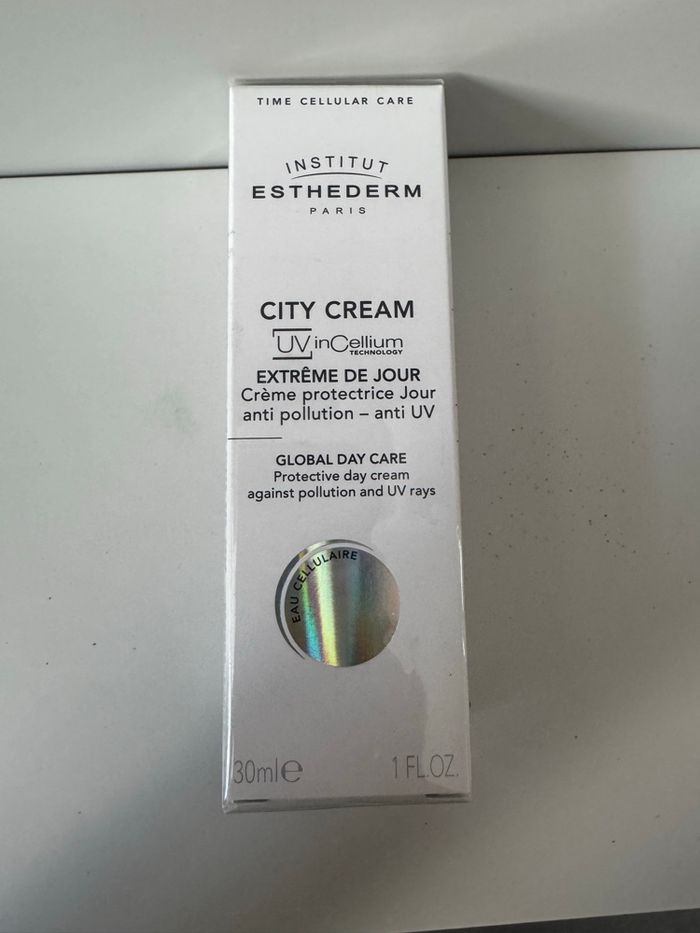 TIME CELLULAR CARE
INSTITUT
ESTHEDERM
PARIS
CITY CREAM
UV inCellium
TECHNOLOGY
EXTRÊME DE JOUR
Crème protectrice Jour
anti pollution – anti UV
GLOBAL DAY CARE
Protective day cream
against pollution and UV rays
EAU CELLULAIRE
30ml ℮ 1 FL.OZ.